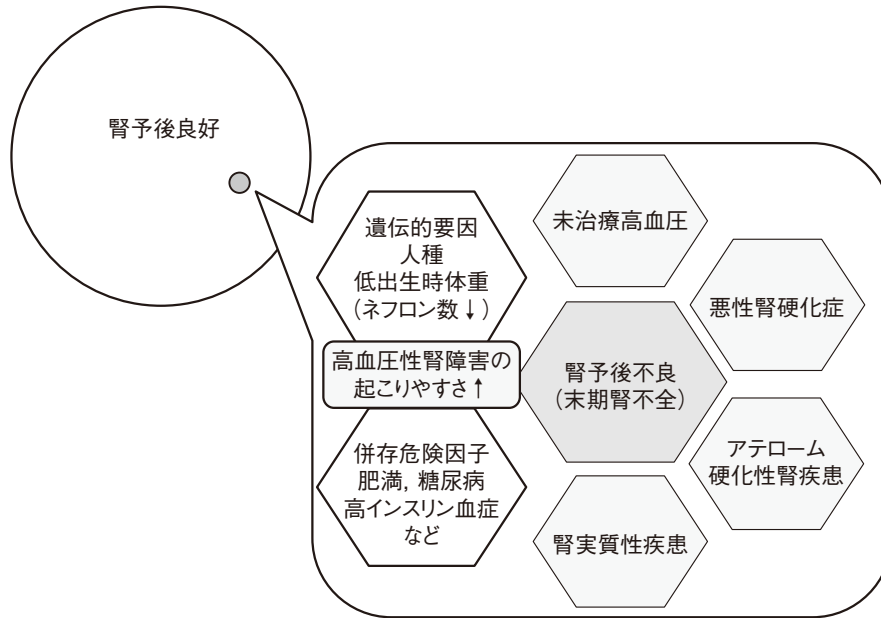 腎予後良好
遺伝的要因
人種
低出生時体重
（ネフロン数↓）
高血圧性腎障害の
起こりやすさ↑
併存危険因子
肥満，糖尿病
高インスリン血症
など
未治療高血圧
悪性腎硬化症
腎予後不良
（末期腎不全）
アテローム
硬化性腎疾患
腎実質性疾患